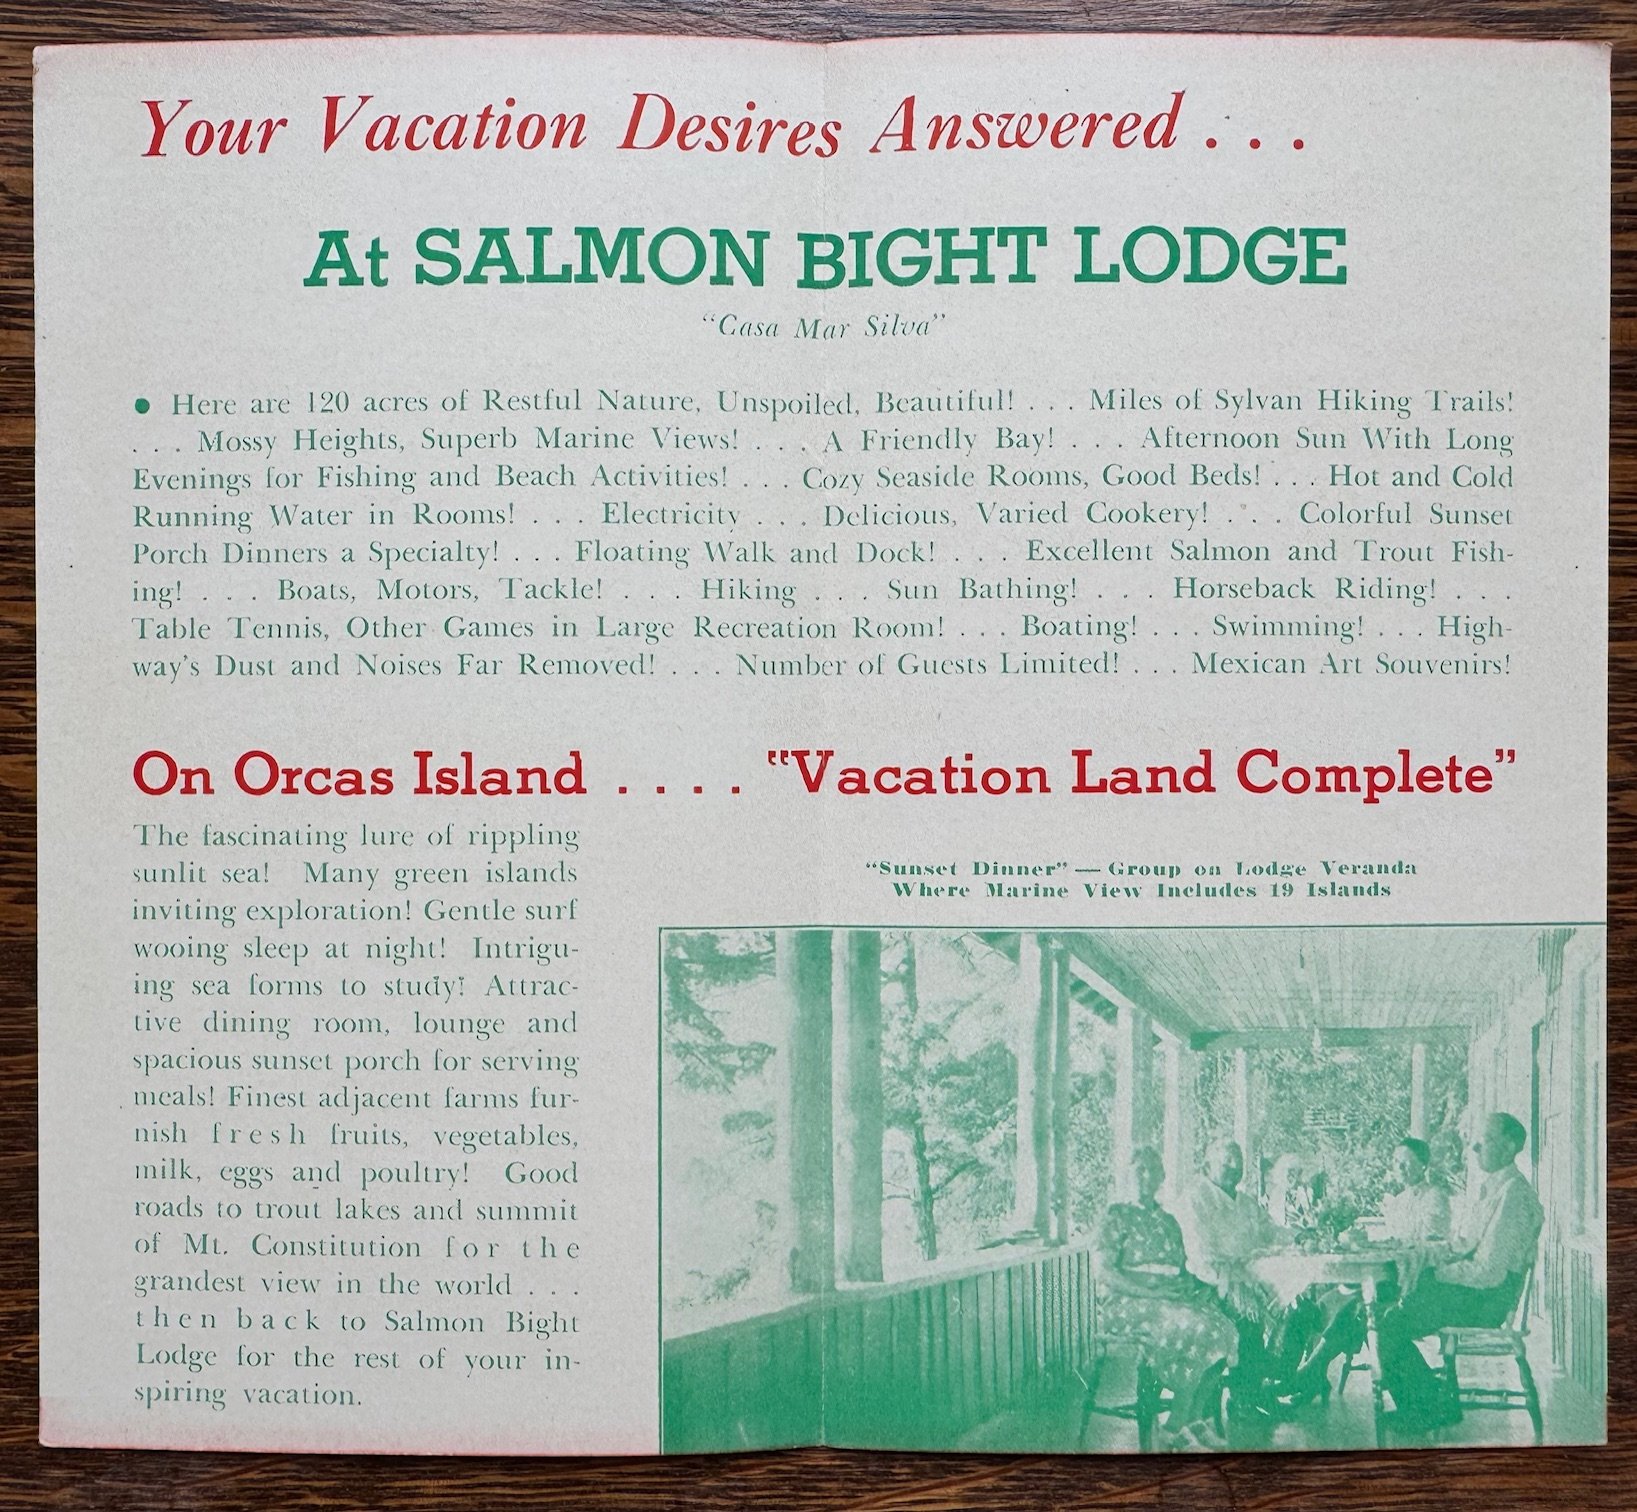 Your Vacation Desires Answered . . .
At SALMON BIGHT LODGE
"Casa Mar Silva"
● Here are 120 acres of Restful Nature, Unspoiled, Beautiful! . . . Miles of Sylvan Hiking Trails!
. . . Mossy Heights, Superb Marine Views! . . . A Friendly Bay! . . . Afternoon Sun With Long
Evenings for Fishing and Beach Activities! . . . Cozy Seaside Rooms, Good Beds! . . . Hot and Cold
Running Water in Rooms! . . . Electricity . . . Delicious, Varied Cookery! . . . Colorful Sunset
Porch Dinners a Specialty! . . . Floating Walk and Dock! . . . Excellent Salmon and Trout Fish-
ing! . . . Boats, Motors, Tackle! . . . Hiking . . . Sun Bathing! . . . Horseback Riding! . . .
Table Tennis, Other Games in Large Recreation Room! . . . Boating! . . . Swimming! . . . High-
way's Dust and Noises Far Removed! . . . Number of Guests Limited! . . . Mexican Art Souvenirs!
On Orcas Island . . . . "Vacation Land Complete"
The fascinating lure of rippling
sunlit sea! Many green islands
inviting exploration! Gentle surf
wooing sleep at night! Intrigu-
ing sea forms to study! Attrac-
tive dining room, lounge and
spacious sunset porch for serving
meals! Finest adjacent farms fur-
nish fresh fruits, vegetables,
milk, eggs and poultry! Good
roads to trout lakes and summit
of Mt. Constitution for the
grandest view in the world . . .
then back to Salmon Bight
Lodge for the rest of your in-
spiring vacation.
"Sunset Dinner" — Group on Lodge Veranda
Where Marine View Includes 19 Islands